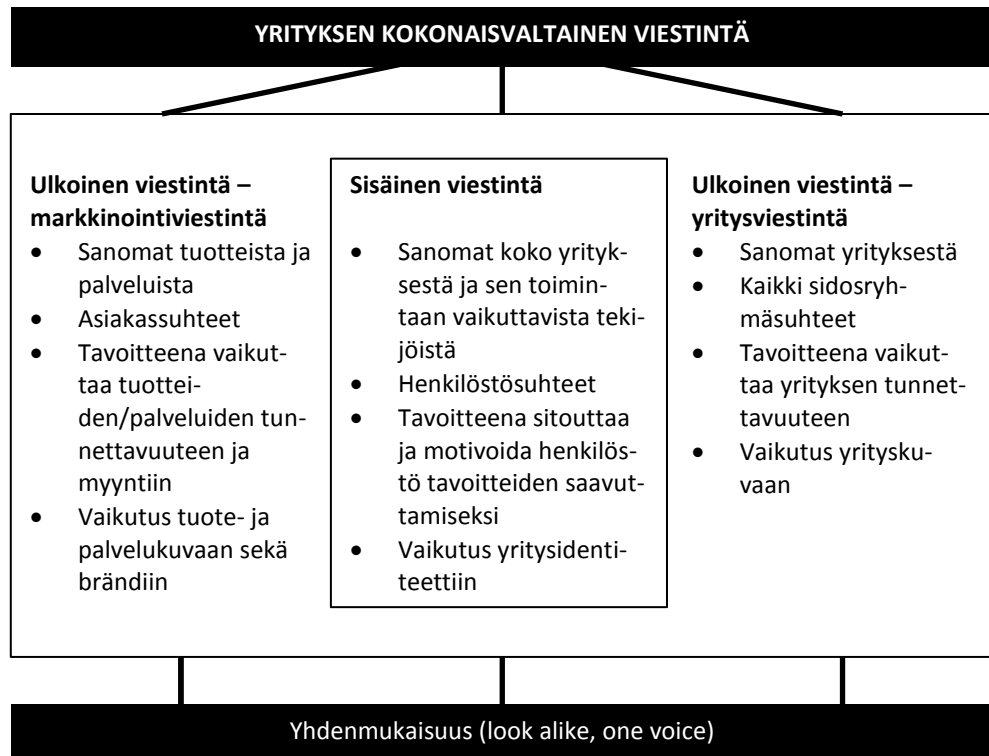 YRITYKSEN KOKONAISVALTAINEN VIESTINTÄ
Ulkoinen viestintä –
markkinointiviestintä
• Sanomat tuotteista ja
palveluista
• Asiakassuhteet
• Tavoitteena vaikut-
taa tuottei-
den/palveluiden tun-
nettavuuteen ja
myyntiin
• Vaikutus tuote- ja
palvelukuvaan sekä
brändiin
Sisäinen viestintä
• Sanomat koko yrityk-
sestä ja sen toimin-
taan vaikuttavista teki-
jöistä
• Henkilöstösuhteet
• Tavoitteena sitouttaa
ja motivoida henkilös-
tö tavoitteiden saavut-
tamiseksi
• Vaikutus yritysidenti-
teettiin
Ulkoinen viestintä –
yritysviestintä
• Sanomat yrityksestä
• Kaikki sidosryh-
mäsuhteet
• Tavoitteena vaikut-
taa yrityksen tunnet-
tavuuteen
• Vaikutus yritysku-
vaan
Yhdenmukaisuus (look alike, one voice)